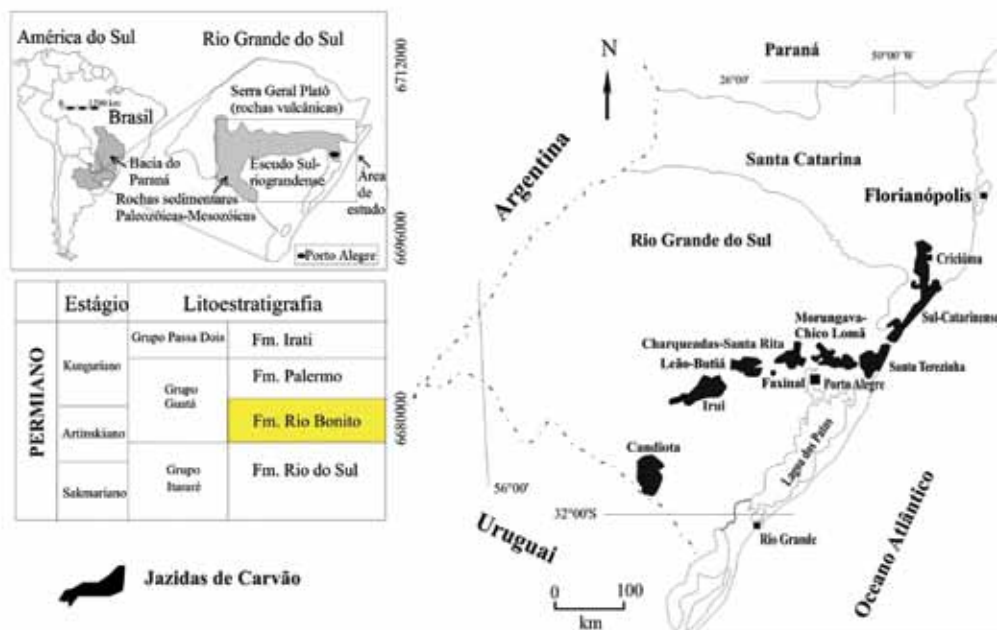 América do Sul
Rio Grande do Sul
6712000
Serra Geral Platô
(rochas vulcânicas)
0 1200 km
Brasil
Bacia do
Paraná
Escudo Sul-
riograndense
Área
de
estudo
Rochas sedimentares
Paleozóicas-Mesozóicas
Porto Alegre
6696000
Estágio
Litoestratigrafia
PERMIANO
Kunguriano
Artinskiano
Sakmariano
Grupo Passa Dois
Grupo
Guatá
Grupo
Itararé
Fm. Irati
Fm. Palermo
Fm. Rio Bonito
Fm. Rio do Sul
6680000
Jazidas de Carvão
N
Paraná
50°00' W
26°00'
Argentina
Santa Catarina
Florianópolis
Rio Grande do Sul
Criciúma
Sul-Catarinense
Morungava-
Chico Lomã
Charqueadas-Santa Rita
Leão-Butiá
Santa Terezinha
Faxinal
Porto Alegre
Iruí
Candiota
Lagoa dos Patos
56°00'
32°00'S
Uruguai
Rio Grande
Oceano Atlântico
0 100
km